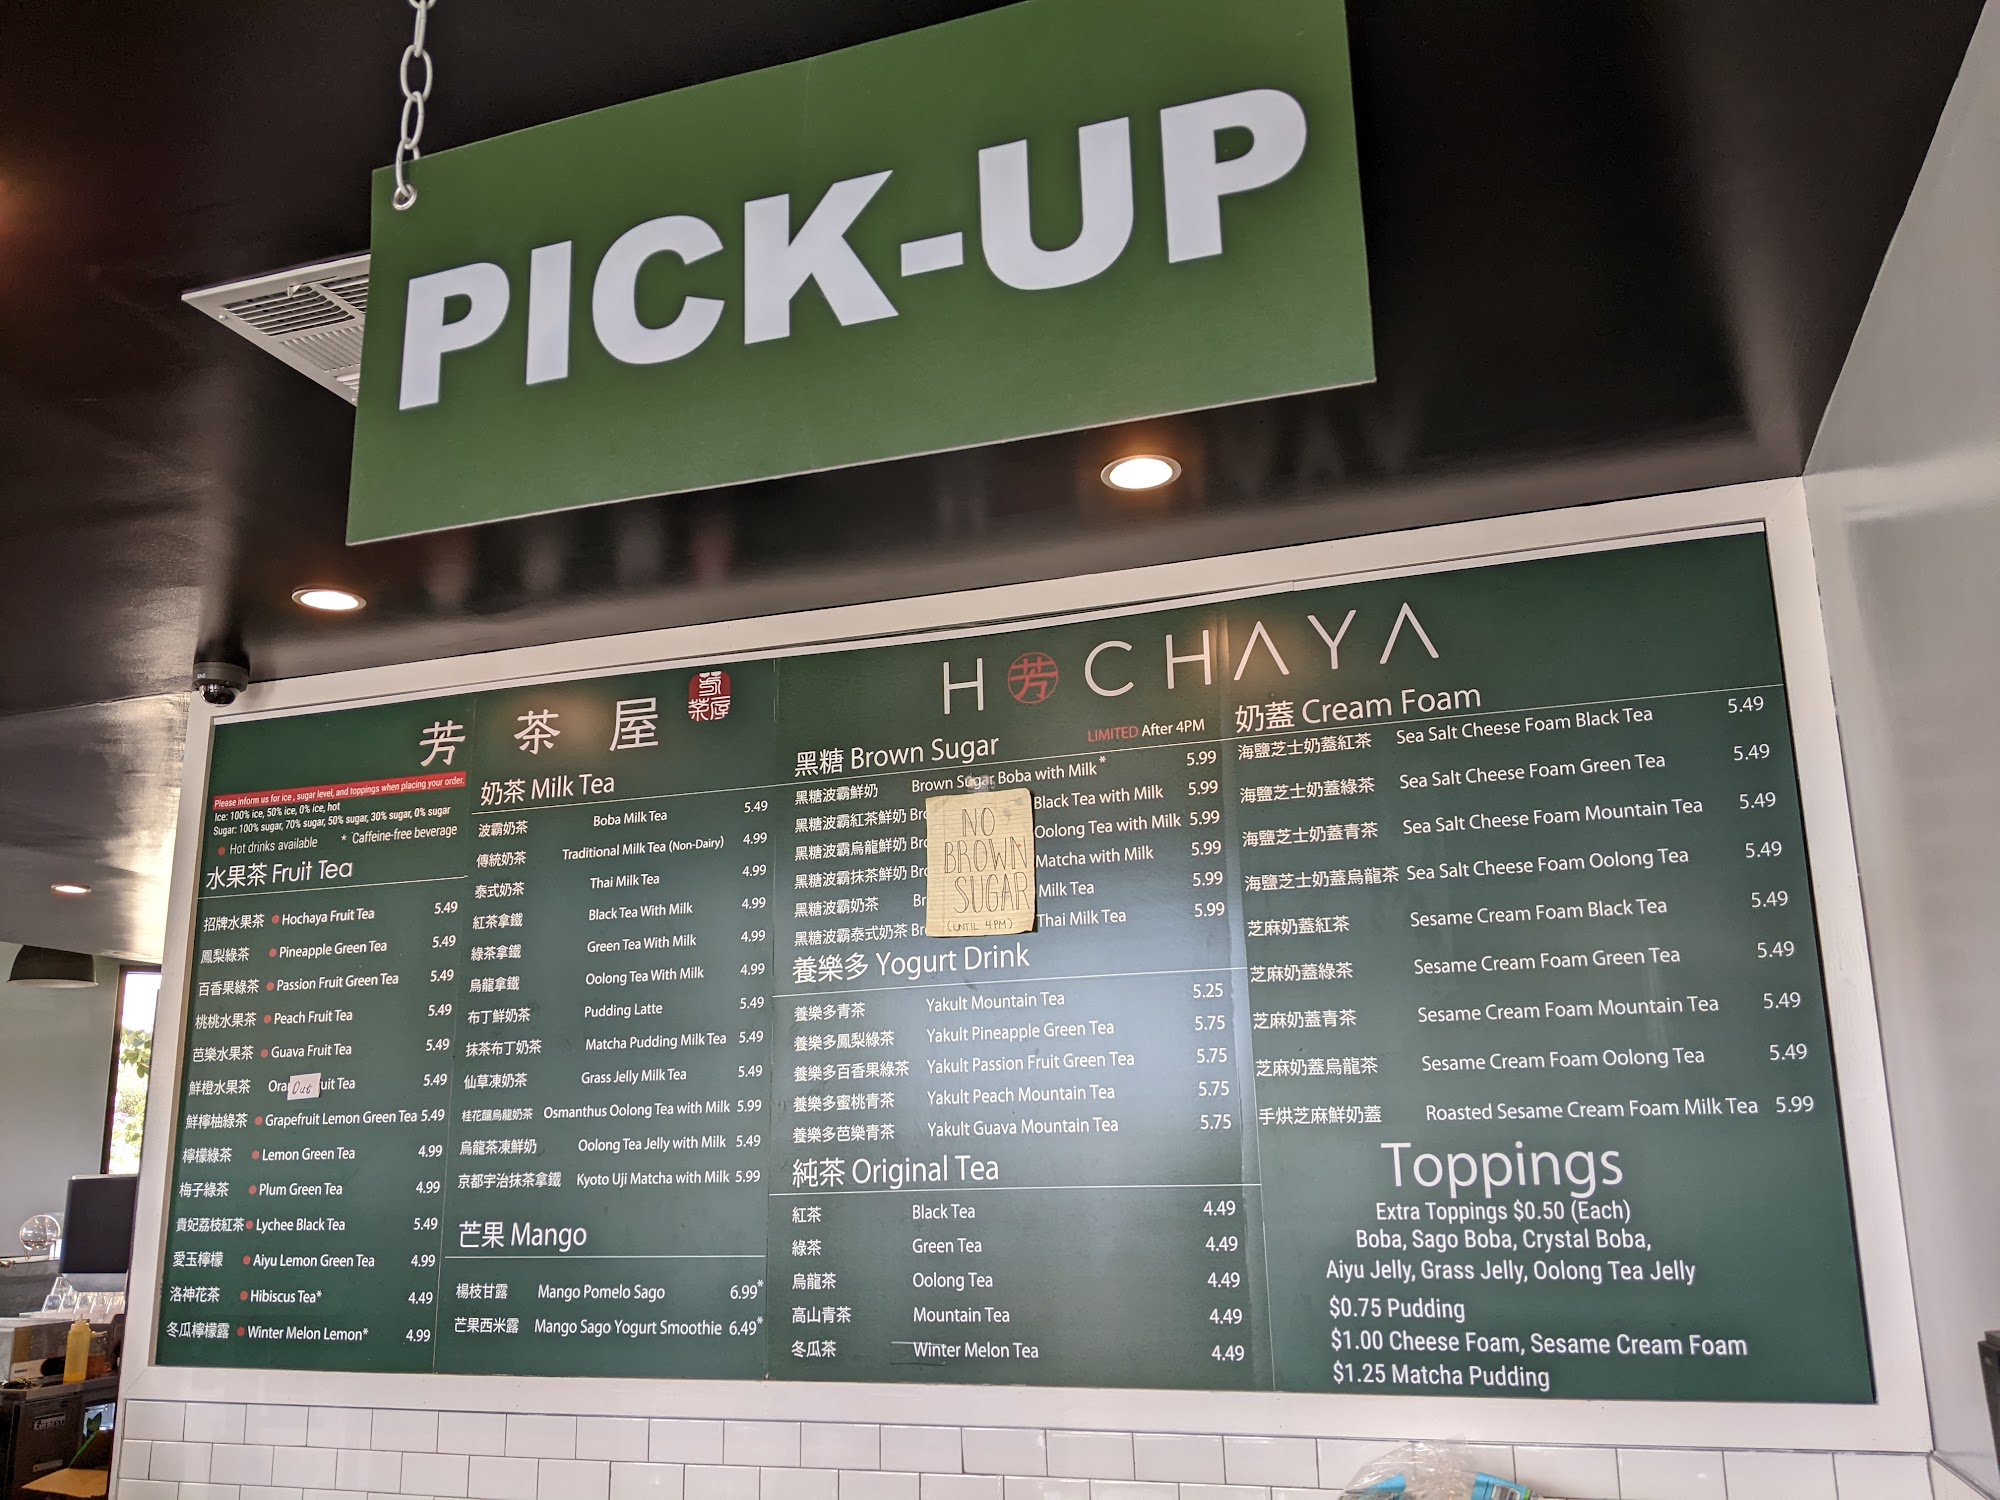 PICK-UP
芳茶屋
HO芳CHAYA
Please inform us for ice, sugar level, and toppings when placing your order.
Ice: 100% ice, 50% ice, 0% ice, hot
Sugar: 100% sugar, 70% sugar, 50% sugar, 30% sugar, 0% sugar
Hot drinks available * Caffeine-free beverage
水果茶 Fruit Tea
招牌水果茶 Hochaya Fruit Tea 5.49
鳳梨綠茶 Pineapple Green Tea 5.49
百香果綠茶 Passion Fruit Green Tea 5.49
桃桃水果茶 Peach Fruit Tea 5.49
芭樂水果茶 Guava Fruit Tea 5.49
鮮橙水果茶 Ora Out uit Tea 5.49
鮮檸柚綠茶 Grapefruit Lemon Green Tea 5.49
檸檬綠茶 Lemon Green Tea 4.99
梅子綠茶 Plum Green Tea 4.99
貴妃荔枝紅茶 Lychee Black Tea 5.49
愛玉檸檬 Aiyu Lemon Green Tea 4.99
洛神花茶 Hibiscus Tea* 4.49
冬瓜檸檬露 Winter Melon Lemon* 4.99
奶茶 Milk Tea
波霸奶茶 Boba Milk Tea 5.49
傳統奶茶 Traditional Milk Tea (Non-Dairy) 4.99
泰式奶茶 Thai Milk Tea 4.99
紅茶拿鐵 Black Tea With Milk 4.99
綠茶拿鐵 Green Tea With Milk 4.99
烏龍拿鐵 Oolong Tea With Milk 4.99
布丁鮮奶茶 Pudding Latte 5.49
抹茶布丁奶茶 Matcha Pudding Milk Tea 5.49
仙草凍奶茶 Grass Jelly Milk Tea 5.49
桂花釀烏龍奶茶 Osmanthus Oolong Tea with Milk 5.99
烏龍茶凍鮮奶 Oolong Tea Jelly with Milk 5.49
京都宇治抹茶拿鐵 Kyoto Uji Matcha with Milk 5.99
芒果 Mango
楊枝甘露 Mango Pomelo Sago 6.99*
芒果西米露 Mango Sago Yogurt Smoothie 6.49*
黑糖 Brown Sugar LIMITED After 4PM
黑糖波霸鮮奶 Brown Sugar Boba with Milk* 5.99
黑糖波霸紅茶鮮奶 Bro Black Tea with Milk 5.99
黑糖波霸烏龍鮮奶 Bro Oolong Tea with Milk 5.99
黑糖波霸抹茶鮮奶 Bro Matcha with Milk 5.99
黑糖波霸奶茶 Br Milk Tea 5.99
黑糖波霸泰式奶茶 Bro Thai Milk Tea 5.99
NO
BROWN
SUGAR
(UNTIL 4PM)
養樂多 Yogurt Drink
養樂多青茶 Yakult Mountain Tea 5.25
養樂多鳳梨綠茶 Yakult Pineapple Green Tea 5.75
養樂多百香果綠茶 Yakult Passion Fruit Green Tea 5.75
養樂多蜜桃青茶 Yakult Peach Mountain Tea 5.75
養樂多芭樂青茶 Yakult Guava Mountain Tea 5.75
純茶 Original Tea
紅茶 Black Tea 4.49
綠茶 Green Tea 4.49
烏龍茶 Oolong Tea 4.49
高山青茶 Mountain Tea 4.49
冬瓜茶 Winter Melon Tea 4.49
奶蓋 Cream Foam
海鹽芝士奶蓋紅茶 Sea Salt Cheese Foam Black Tea 5.49
海鹽芝士奶蓋綠茶 Sea Salt Cheese Foam Green Tea 5.49
海鹽芝士奶蓋青茶 Sea Salt Cheese Foam Mountain Tea 5.49
海鹽芝士奶蓋烏龍茶 Sea Salt Cheese Foam Oolong Tea 5.49
芝麻奶蓋紅茶 Sesame Cream Foam Black Tea 5.49
芝麻奶蓋綠茶 Sesame Cream Foam Green Tea 5.49
芝麻奶蓋青茶 Sesame Cream Foam Mountain Tea 5.49
芝麻奶蓋烏龍茶 Sesame Cream Foam Oolong Tea 5.49
手烘芝麻鮮奶蓋 Roasted Sesame Cream Foam Milk Tea 5.99
Toppings
Extra Toppings $0.50 (Each)
Boba, Sago Boba, Crystal Boba,
Aiyu Jelly, Grass Jelly, Oolong Tea Jelly
$0.75 Pudding
$1.00 Cheese Foam, Sesame Cream Foam
$1.25 Matcha Pudding